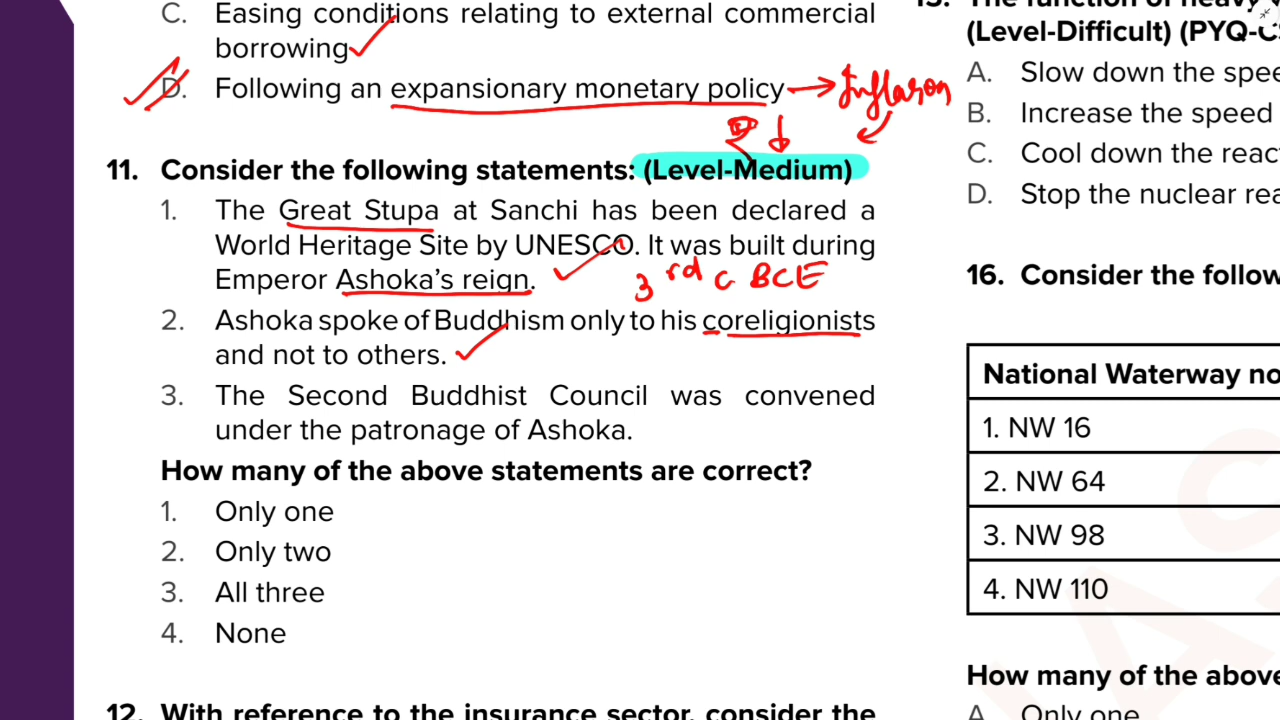 C. Easing conditions relating to external commercial
borrowing
D. Following an expansionary monetary policy → Inflason
11. Consider the following statements: (Level-Medium)
1. The Great Stupa at Sanchi has been declared a
World Heritage Site by UNESCO. It was built during
Emperor Ashoka's reign.
3rd C BCE
2. Ashoka spoke of Buddhism only to his coreligionists
and not to others.
3. The Second Buddhist Council was convened
under the patronage of Ashoka.
How many of the above statements are correct?
1. Only one
2. Only two
3. All three
4. None
12. With reference to the insurance sector, consider the
(Level-Difficult) (PYQ-CS
A. Slow down the spee
B. Increase the speed
C. Cool down the reac
D. Stop the nuclear rea
16. Consider the follow
National Waterway no
1. NW 16
2. NW 64
3. NW 98
4. NW 110
How many of the above
A. Only one